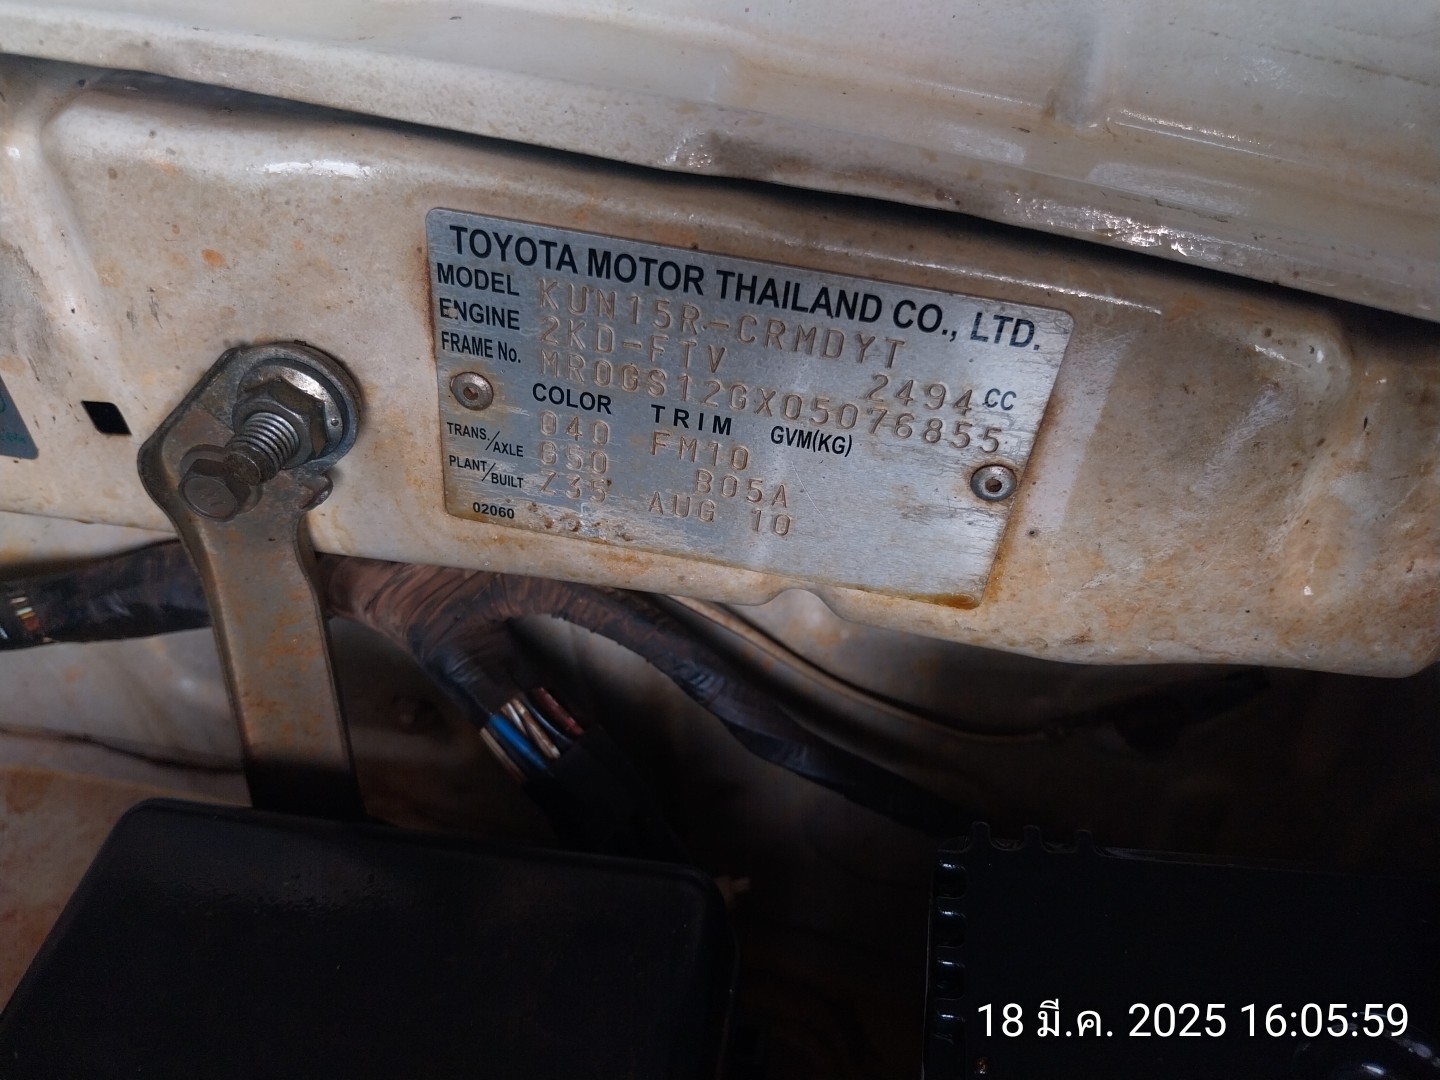 TOYOTA MOTOR THAILAND CO., LTD.
MODEL KUN15R-CRMDYT
ENGINE 2KD-FTV 2494 CC
FRAME No. MR0GS12GX05076855
COLOR TRIM GVM(KG)
040 FM10
TRANS./AXLE G50 B05A
PLANT/BUILT Z35 AUG 10
02060
18 มี.ค. 2025 16:05:59